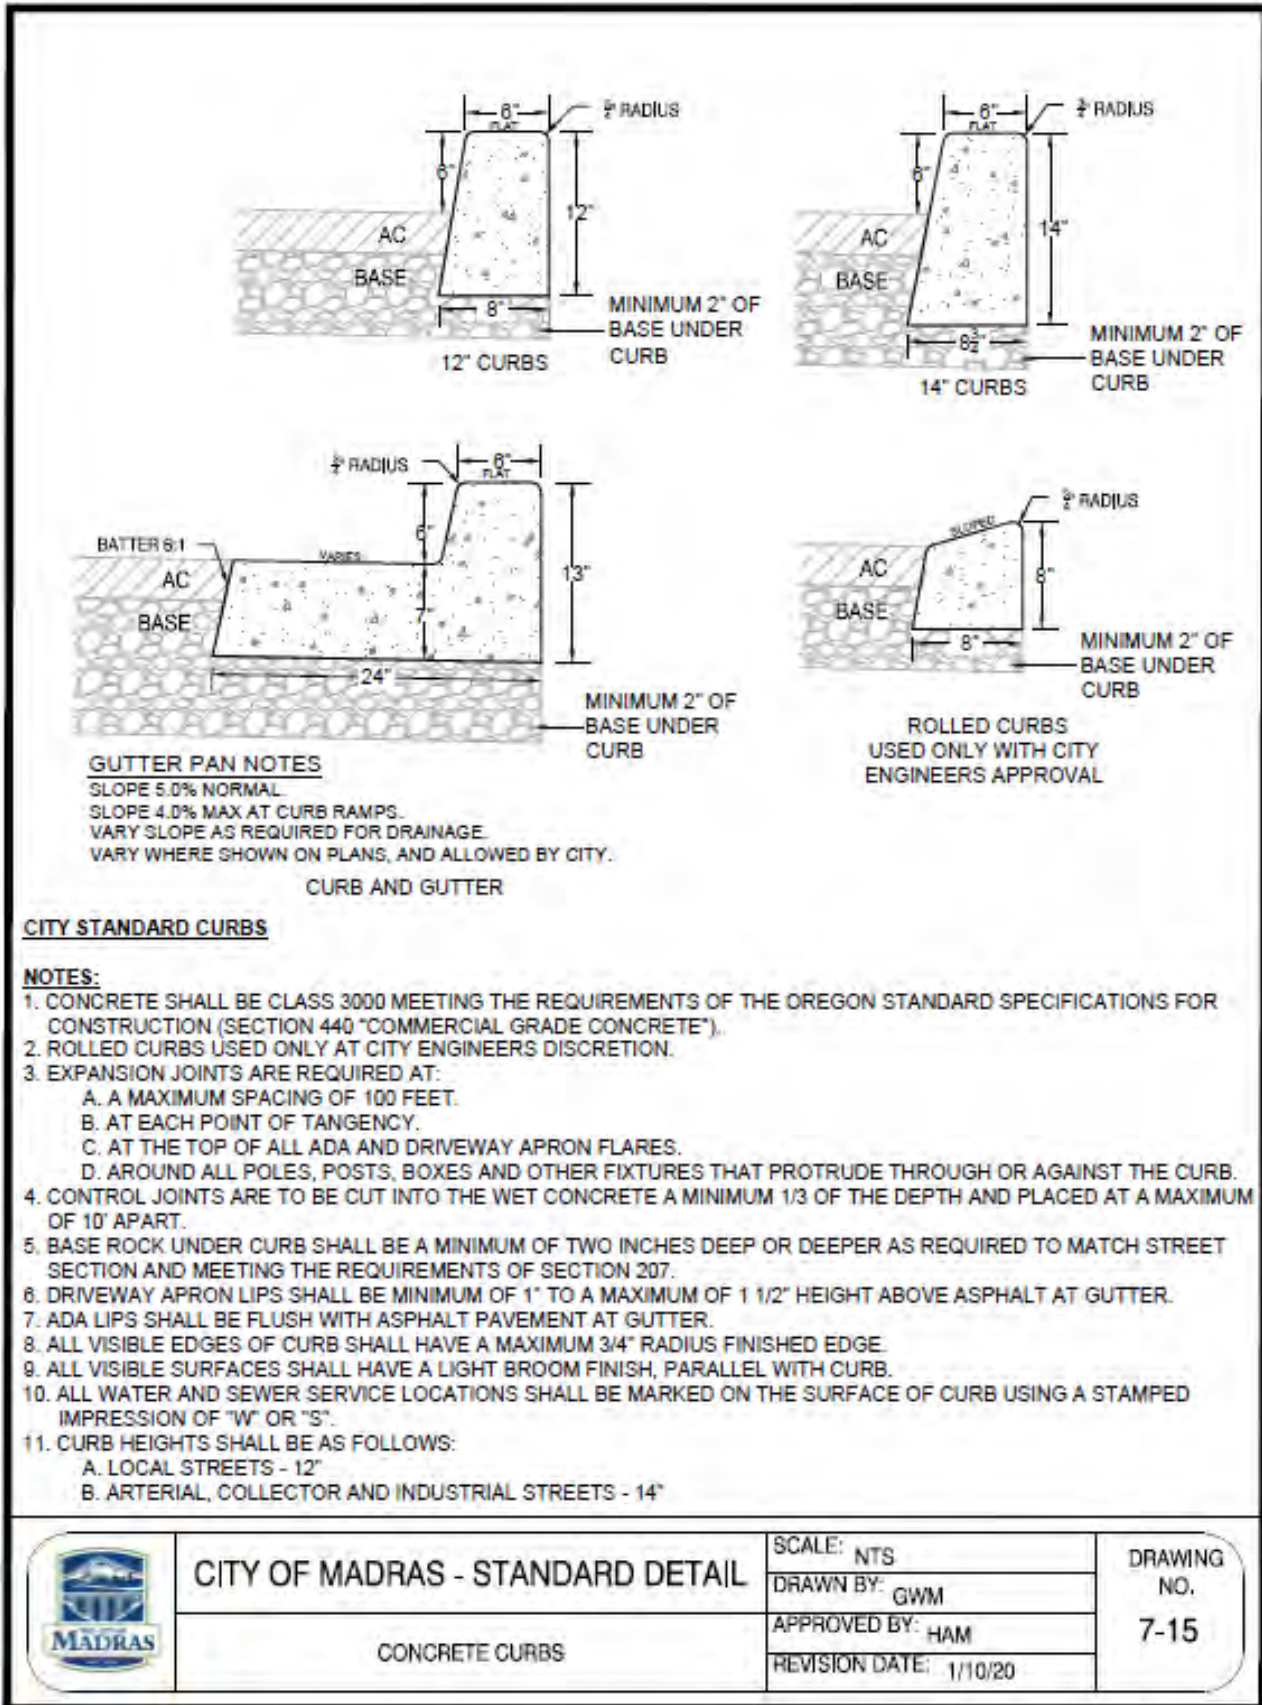 6"
FLAT
RADIUS
6"
12"
AC
BASE
8"
MINIMUM 2" OF
BASE UNDER
CURB
12" CURBS
6"
FLAT
RADIUS
6"
14"
AC
BASE
MINIMUM 2" OF
BASE UNDER
CURB
14" CURBS
RADIUS
6"
FLAT
BATTER 6:1
VARIES
6"
7"
13"
AC
BASE
24"
MINIMUM 2" OF
BASE UNDER
CURB
GUTTER PAN NOTES
SLOPE 5.0% NORMAL.
SLOPE 4.0% MAX AT CURB RAMPS.
VARY SLOPE AS REQUIRED FOR DRAINAGE.
VARY WHERE SHOWN ON PLANS, AND ALLOWED BY CITY.
CURB AND GUTTER
RADIUS
SLOPED
8"
AC
BASE
8"
MINIMUM 2" OF
BASE UNDER
CURB
ROLLED CURBS
USED ONLY WITH CITY
ENGINEERS APPROVAL
CITY STANDARD CURBS
NOTES:
1. CONCRETE SHALL BE CLASS 3000 MEETING THE REQUIREMENTS OF THE OREGON STANDARD SPECIFICATIONS FOR
CONSTRUCTION (SECTION 440 "COMMERCIAL GRADE CONCRETE").
2. ROLLED CURBS USED ONLY AT CITY ENGINEERS DISCRETION.
3. EXPANSION JOINTS ARE REQUIRED AT:
A. A MAXIMUM SPACING OF 100 FEET.
B. AT EACH POINT OF TANGENCY.
C. AT THE TOP OF ALL ADA AND DRIVEWAY APRON FLARES.
D. AROUND ALL POLES, POSTS, BOXES AND OTHER FIXTURES THAT PROTRUDE THROUGH OR AGAINST THE CURB.
4. CONTROL JOINTS ARE TO BE CUT INTO THE WET CONCRETE A MINIMUM 1/3 OF THE DEPTH AND PLACED AT A MAXIMUM
OF 10' APART.
5. BASE ROCK UNDER CURB SHALL BE A MINIMUM OF TWO INCHES DEEP OR DEEPER AS REQUIRED TO MATCH STREET
SECTION AND MEETING THE REQUIREMENTS OF SECTION 207.
6. DRIVEWAY APRON LIPS SHALL BE MINIMUM OF 1" TO A MAXIMUM OF 1 1/2" HEIGHT ABOVE ASPHALT AT GUTTER.
7. ADA LIPS SHALL BE FLUSH WITH ASPHALT PAVEMENT AT GUTTER.
8. ALL VISIBLE EDGES OF CURB SHALL HAVE A MAXIMUM 3/4" RADIUS FINISHED EDGE.
9. ALL VISIBLE SURFACES SHALL HAVE A LIGHT BROOM FINISH, PARALLEL WITH CURB.
10. ALL WATER AND SEWER SERVICE LOCATIONS SHALL BE MARKED ON THE SURFACE OF CURB USING A STAMPED
IMPRESSION OF "W" OR "S".
11. CURB HEIGHTS SHALL BE AS FOLLOWS:
A. LOCAL STREETS - 12"
B. ARTERIAL, COLLECTOR AND INDUSTRIAL STREETS - 14"
MADRAS
CITY OF MADRAS - STANDARD DETAIL
CONCRETE CURBS
SCALE: NTS
DRAWN BY: GWM
APPROVED BY: HAM
REVISION DATE: 1/10/20
DRAWING
NO.
7-15